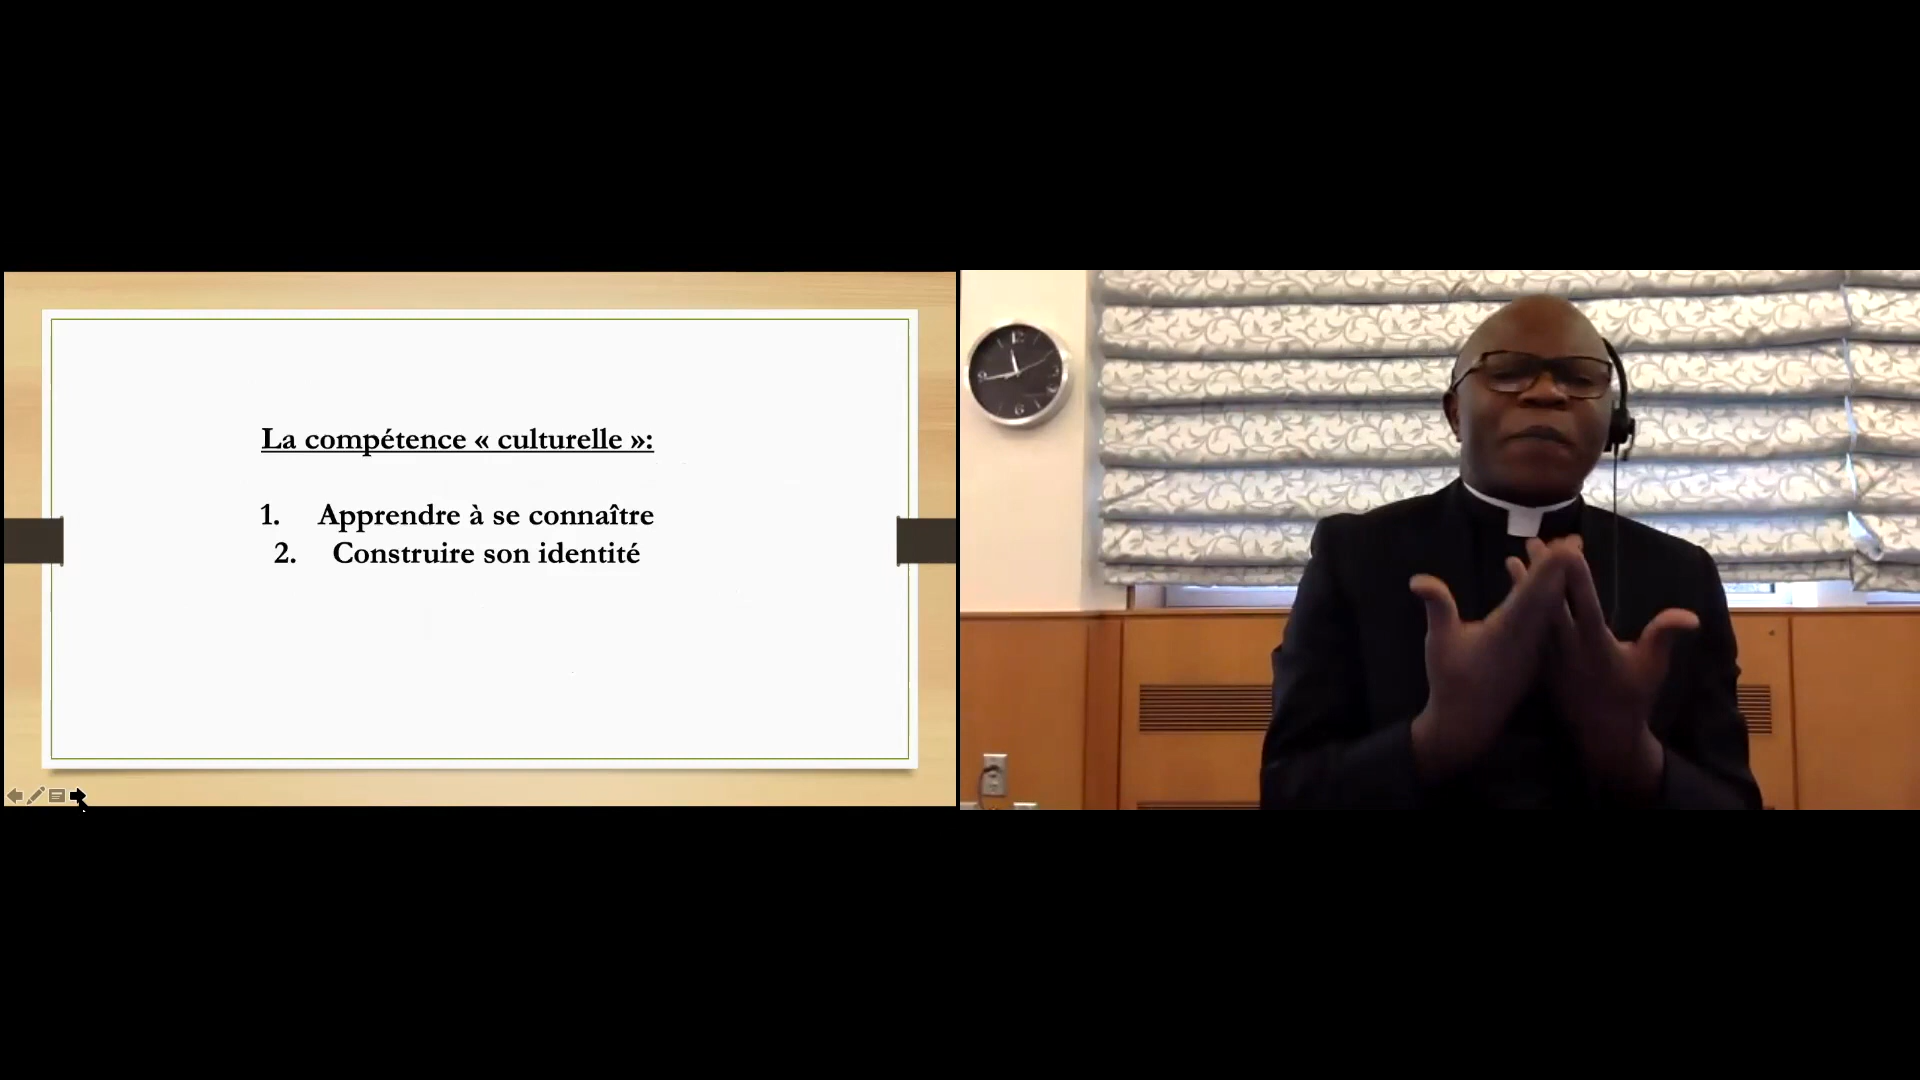 La compétence « culturelle »:
1. Apprendre à se connaître
2. Construire son identité